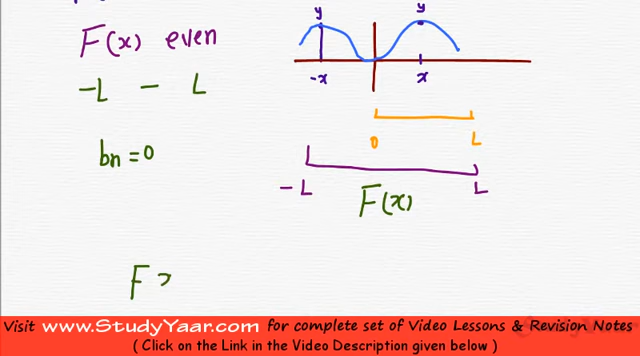 F(x) even
-L - L
bn = 0
y y
-x x
0 L
-L L
F(x)
F
Visit www.StudyYaar.com for complete set of Video Lessons & Revision Notes
( Click on the Link in the Video Description given below )